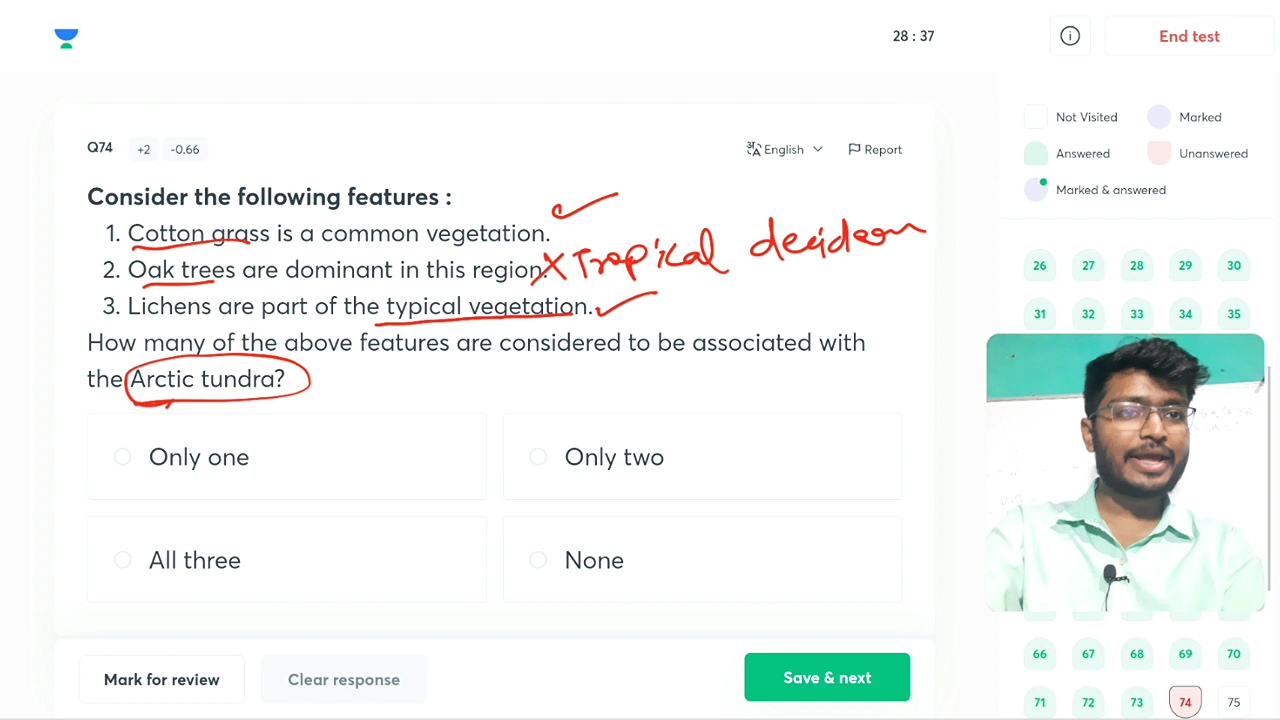 28 : 37
End test
Q74 +2 -0.66
English
Report
Consider the following features :
1. Cotton grass is a common vegetation.
2. Oak trees are dominant in this region.
Tropical
3. Lichens are part of the typical vegetation.
How many of the above features are considered to be associated with
the Arctic tundra?
Only one
Only two
All three
None
Mark for review
Clear response
Save & next
Not Visited
Marked
Answered
Unanswered
Marked & answered
26 27 28 29 30
31 32 33 34 35
66 67 68 69 70
71 72 73 74 75